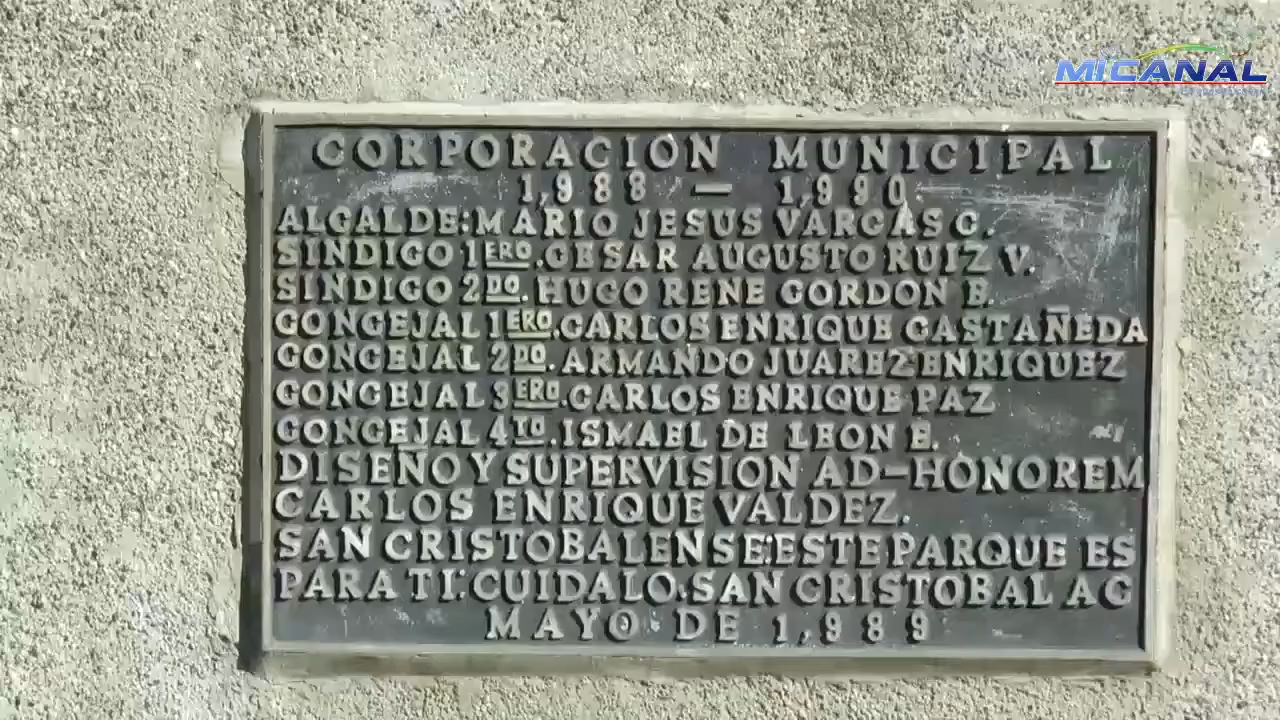 MICANAL
CORPORACION MUNICIPAL
1,988 — 1,990
ALCALDE: MARIO JESUS VARGAS C.
SINDICO 1ERO. CESAR AUGUSTO RUIZ V.
SINDICO 2DO. HUGO RENE GORDON B.
CONCEJAL 1ERO. CARLOS ENRIQUE CASTAÑEDA
CONCEJAL 2DO. ARMANDO JUAREZ ENRIQUEZ
CONCEJAL 3ERO. CARLOS ENRIQUE PAZ
CONCEJAL 4TO. ISMAEL DE LEON E.
DISEÑO Y SUPERVISION AD-HONOREM
CARLOS ENRIQUE VALDEZ.
SAN CRISTOBALENSE: ESTE PARQUE ES
PARA TI: CUIDALO. SAN CRISTOBAL AC
MAYO DE 1,989